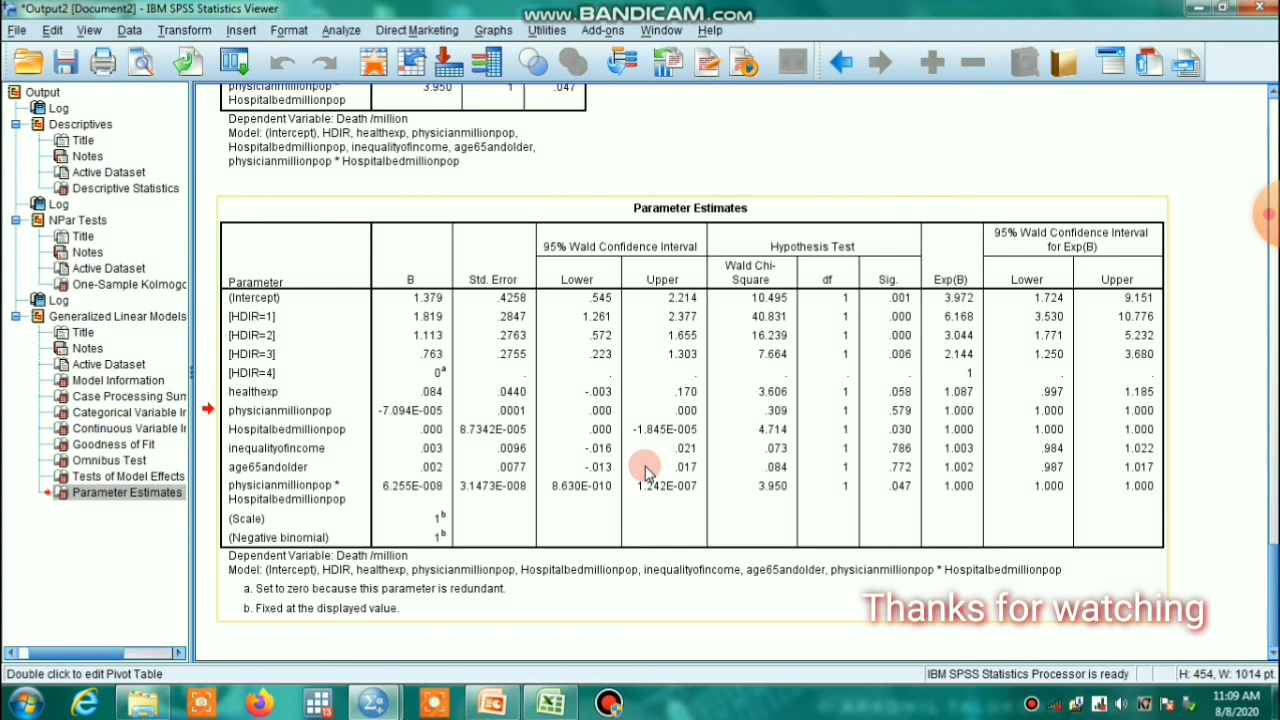 *Output2 [Document2] - IBM SPSS Statistics Viewer
www.BANDICAM.com
File Edit View Data Transform Insert Format Analyze Direct Marketing Graphs Utilities Add-ons Window Help
Output
Log
Descriptives
Title
Notes
Active Dataset
Descriptive Statistics
Log
NPar Tests
Title
Notes
Active Dataset
One-Sample Kolmogo
Log
Generalized Linear Models
Title
Notes
Active Dataset
Model Information
Case Processing Sum
Categorical Variable Ir
Continuous Variable Ir
Goodness of Fit
Omnibus Test
Tests of Model Effects
Parameter Estimates
physicianmillionpop * 3.950 1 .047
Hospitalbedmillionpop
Dependent Variable: Death /million
Model: (Intercept), HDIR, healthexp, physicianmillionpop,
Hospitalbedmillionpop, inequalityofincome, age65andolder,
physicianmillionpop * Hospitalbedmillionpop
Parameter Estimates
95% Wald Confidence Interval Hypothesis Test 95% Wald Confidence Interval for Exp(B)
Parameter B Std. Error Lower Upper Wald Chi-Square df Sig. Exp(B) Lower Upper
(Intercept) 1.379 .4258 .545 2.214 10.495 1 .001 3.972 1.724 9.151
[HDIR=1] 1.819 .2847 1.261 2.377 40.831 1 .000 6.168 3.530 10.776
[HDIR=2] 1.113 .2763 .572 1.655 16.239 1 .000 3.044 1.771 5.232
[HDIR=3] .763 .2755 .223 1.303 7.664 1 .006 2.144 1.250 3.680
[HDIR=4] 0a . . . . . . 1 . .
healthexp .084 .0440 -.003 .170 3.606 1 .058 1.087 .997 1.185
physicianmillionpop -7.094E-005 .0001 .000 .000 .309 1 .579 1.000 1.000 1.000
Hospitalbedmillionpop .000 8.7342E-005 .000 -1.845E-005 4.714 1 .030 1.000 1.000 1.000
inequalityofincome .003 .0096 -.016 .021 .073 1 .786 1.003 .984 1.022
age65andolder .002 .0077 -.013 .017 .084 1 .772 1.002 .987 1.017
physicianmillionpop * 6.255E-008 3.1473E-008 8.630E-010 1.242E-007 3.950 1 .047 1.000 1.000 1.000
Hospitalbedmillionpop
(Scale) 1b
(Negative binomial) 1b
Dependent Variable: Death /million
Model: (Intercept), HDIR, healthexp, physicianmillionpop, Hospitalbedmillionpop, inequalityofincome, age65andolder, physicianmillionpop * Hospitalbedmillionpop
a. Set to zero because this parameter is redundant.
b. Fixed at the displayed value.
Thanks for watching
Double click to edit Pivot Table
IBM SPSS Statistics Processor is ready
H: 454, W: 1014 pt.
13
11:09 AM
8/8/2020